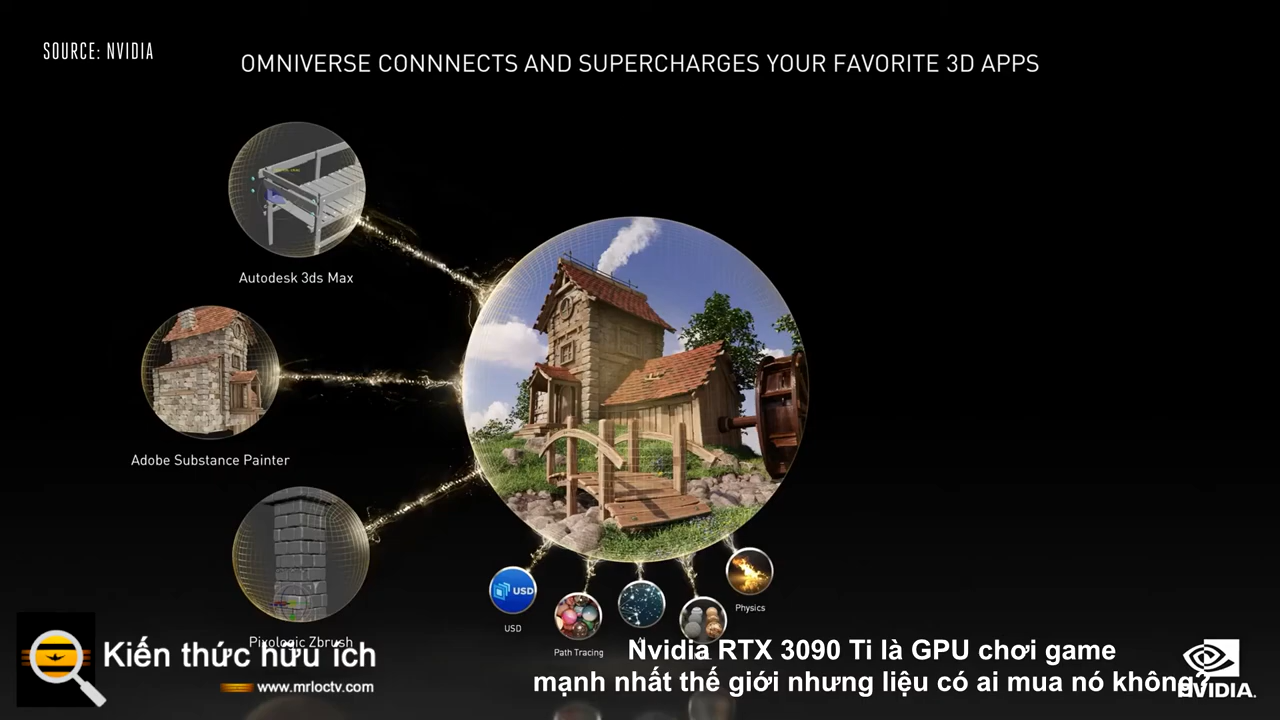 SOURCE: NVIDIA
OMNIVERSE CONNNECTS AND SUPERCHARGES YOUR FAVORITE 3D APPS
Autodesk 3ds Max
Adobe Substance Painter
Pixologic Zbrush
USD
USD
Path Tracing
Physics
Kiến thức hữu ích
www.mrloctv.com
Nvidia RTX 3090 Ti là GPU chơi game
mạnh nhất thế giới nhưng liệu có ai mua nó không?
NVIDIA.